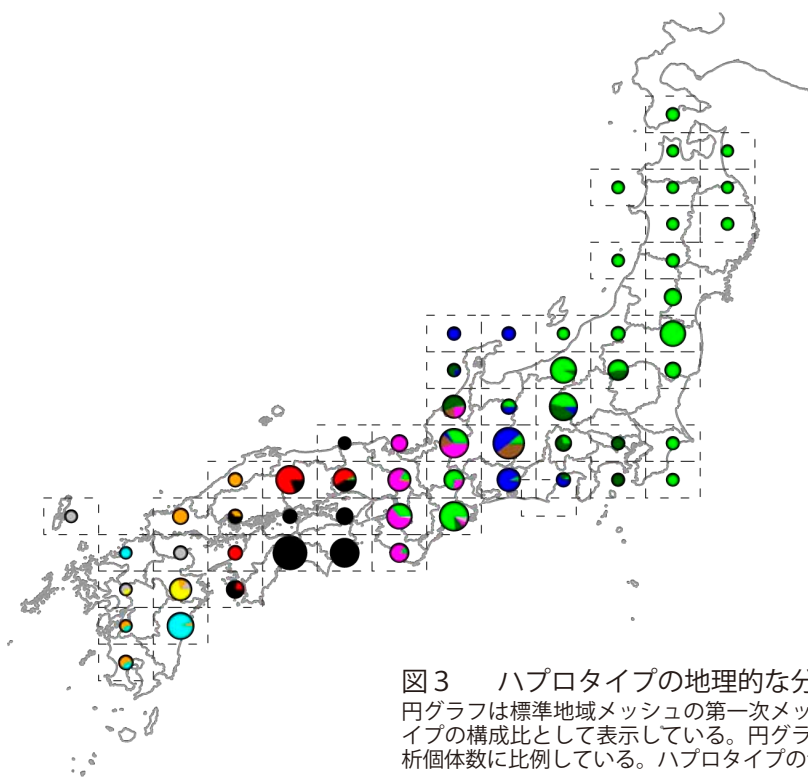 図3　ハプロタイプの地理的な分
円グラフは標準地域メッシュの第一次メッ
イプの構成比として表示している。円グラ
析個体数に比例している。ハプロタイプの